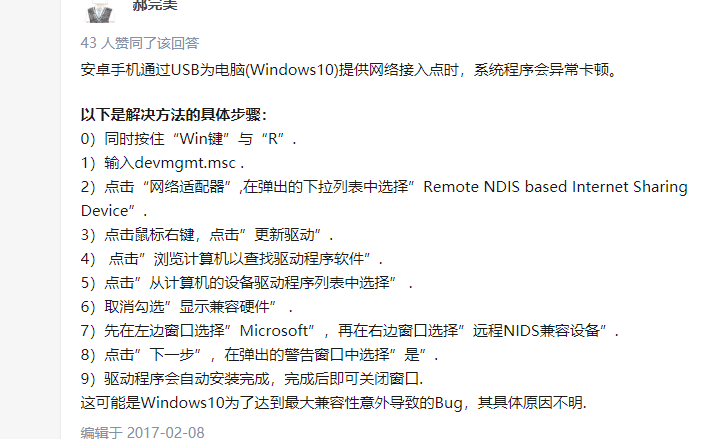 郝完美
43 人赞同了该回答
安卓手机通过USB为电脑(Windows10)提供网络接入点时，系统程序会异常卡顿。
以下是解决方法的具体步骤：
0）同时按住“Win键”与“R”.
1）输入devmgmt.msc .
2）点击“网络适配器”,在弹出的下拉列表中选择”Remote NDIS based Internet Sharing
Device”.
3）点击鼠标右键，点击”更新驱动”.
4） 点击”浏览计算机以查找驱动程序软件”.
5）点击”从计算机的设备驱动程序列表中选择” .
6）取消勾选”显示兼容硬件” .
7）先在左边窗口选择”Microsoft”，再在右边窗口选择”远程NIDS兼容设备”.
8）点击”下一步”，在弹出的警告窗口中选择”是”.
9）驱动程序会自动安装完成，完成后即可关闭窗口.
这可能是Windows10为了达到最大兼容性意外导致的Bug，其具体原因不明.
编辑于 2017-02-08